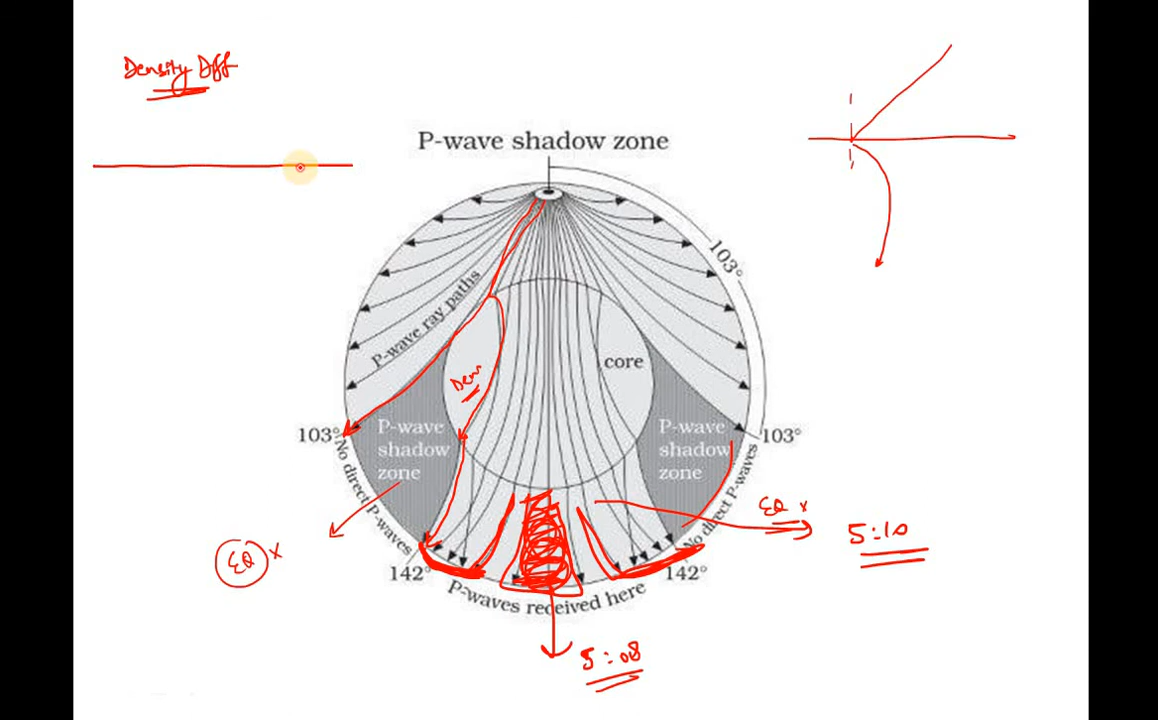 Density Diff
P-wave shadow zone
103°
P-wave ray paths
core
Den
103°
P-wave
shadow
zone
P-wave
shadow
zone
103°
No direct P-waves
No direct P-waves
EQ x
EQ x
5:10
142°
142°
P-waves received here
5:08